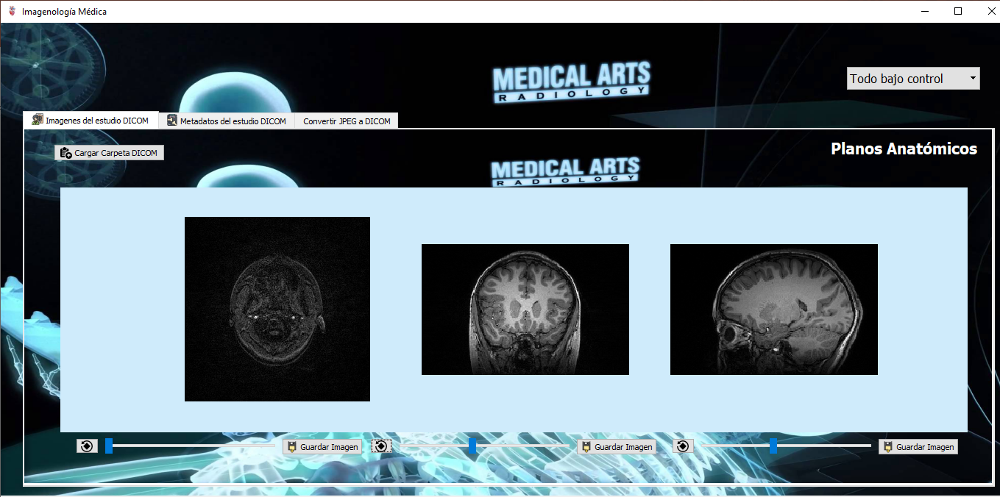 Imagenología Médica
MEDICAL ARTS
RADIOLOGY
Todo bajo control
Imagenes del estudio DICOM
Metadatos del estudio DICOM
Convertir JPEG a DICOM
Cargar Carpeta DICOM
Planos Anatómicos
MEDICAL ARTS
RADIOLOGY
Guardar Imagen
Guardar Imagen
Guardar Imagen